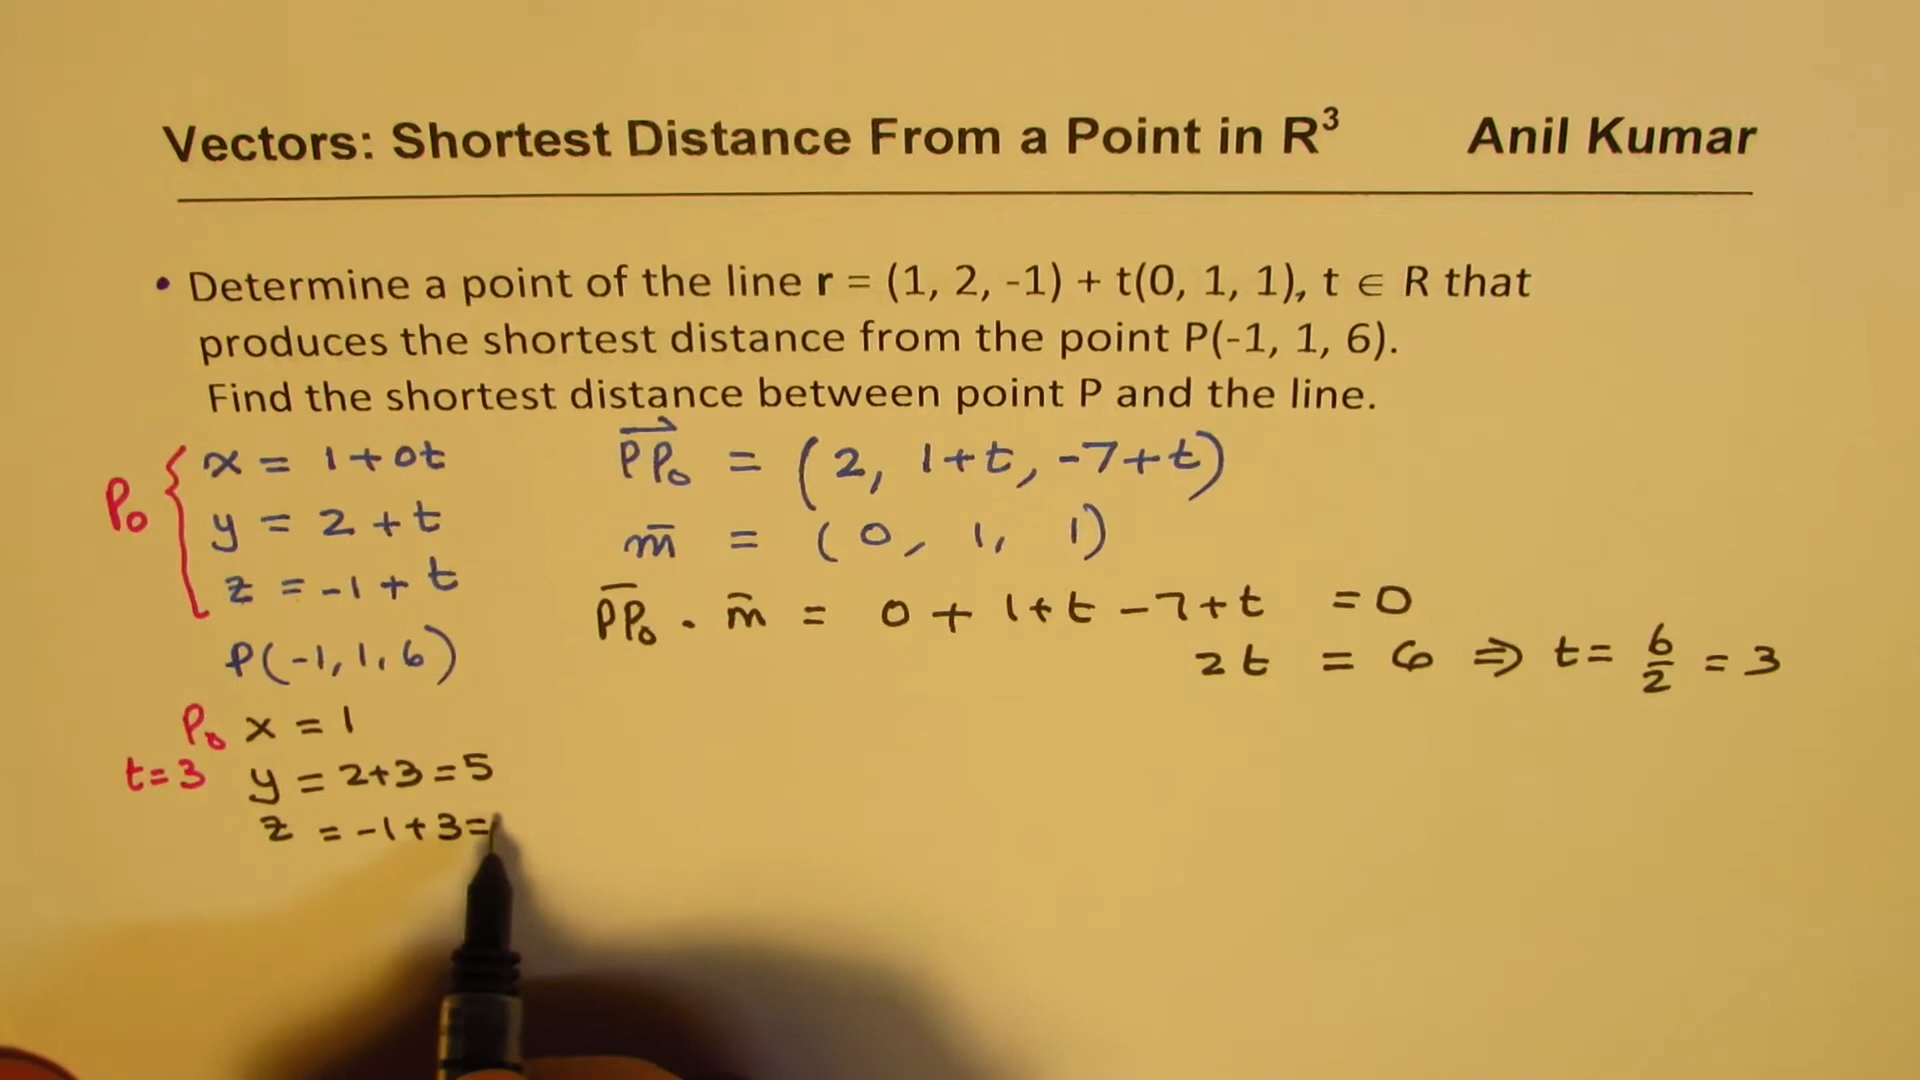 Vectors: Shortest Distance From a Point in R³ Anil Kumar
• Determine a point of the line r = (1, 2, -1) + t(0, 1, 1), t ∈ R that
produces the shortest distance from the point P(-1, 1, 6).
Find the shortest distance between point P and the line.
P₀ { x = 1+0t
y = 2+t
z = -1+t
P(-1,1,6)
P₀ x = 1
t=3 y = 2+3=5
z = -1+3=
PP₀ = (2, 1+t, -7+t)
m̄ = (0, 1, 1)
PP₀ · m̄ = 0 + 1+t -7+t = 0
2t = 6 ⇒ t = 6/2 = 3